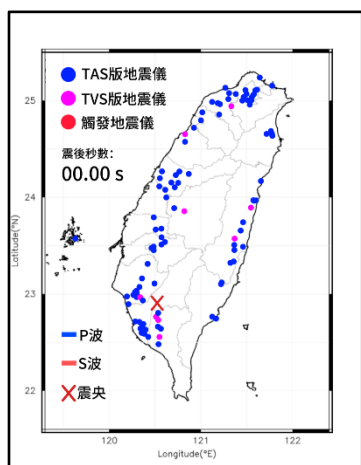 TAS版地震儀
TVS版地震儀
觸發地震儀
震後秒數:
00.00 s
P波
S波
震央
25
24
23
22
120
121
122
Latitude(°N)
Longitude(°E)